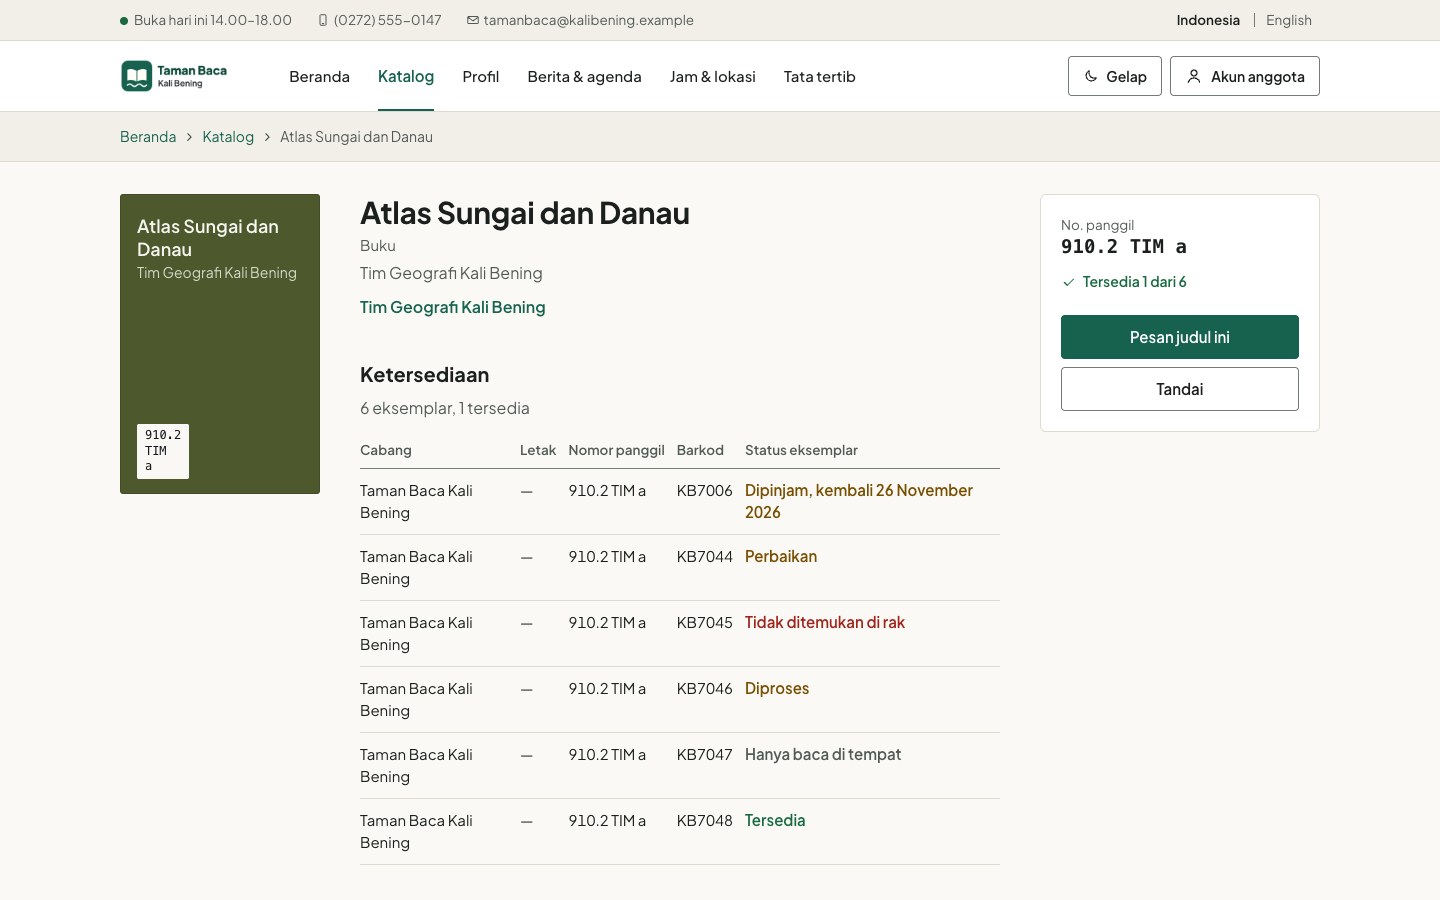 Buka hari ini 14.00–18.00 (0272) 555-0147 tamanbaca@kalibening.example Indonesia English
Taman Baca
Kali Bening
Beranda Katalog Profil Berita & agenda Jam & lokasi Tata tertib Gelap Akun anggota
Beranda > Katalog > Atlas Sungai dan Danau
Atlas Sungai dan
Danau
Tim Geografi Kali Bening
910.2
TIM
a
Atlas Sungai dan Danau
Buku
Tim Geografi Kali Bening
Tim Geografi Kali Bening
Ketersediaan
6 eksemplar, 1 tersedia
Cabang Letak Nomor panggil Barkod Status eksemplar
Taman Baca Kali Bening — 910.2 TIM a KB7006 Dipinjam, kembali 26 November 2026
Taman Baca Kali Bening — 910.2 TIM a KB7044 Perbaikan
Taman Baca Kali Bening — 910.2 TIM a KB7045 Tidak ditemukan di rak
Taman Baca Kali Bening — 910.2 TIM a KB7046 Diproses
Taman Baca Kali Bening — 910.2 TIM a KB7047 Hanya baca di tempat
Taman Baca Kali Bening — 910.2 TIM a KB7048 Tersedia
No. panggil
910.2 TIM a
Tersedia 1 dari 6
Pesan judul ini
Tandai